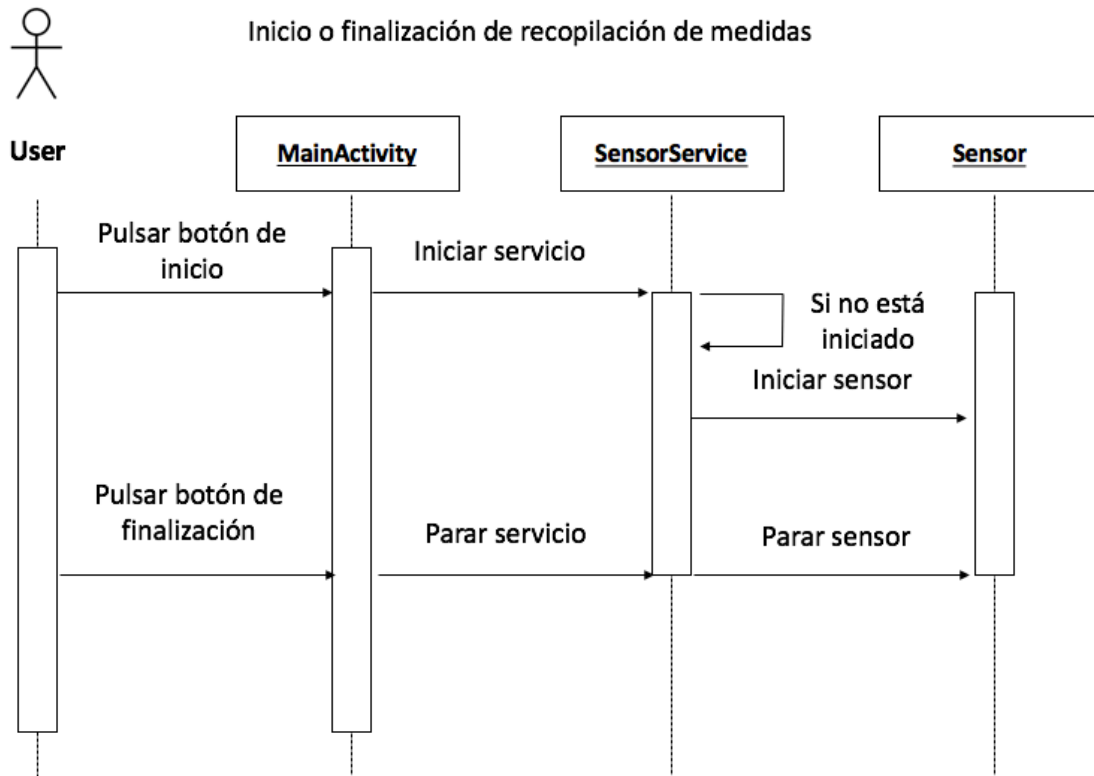 Inicio o finalización de recopilación de medidas
User
MainActivity
SensorService
Sensor
Pulsar botón de
inicio
Iniciar servicio
Si no está
iniciado
Iniciar sensor
Pulsar botón de
finalización
Parar servicio
Parar sensor